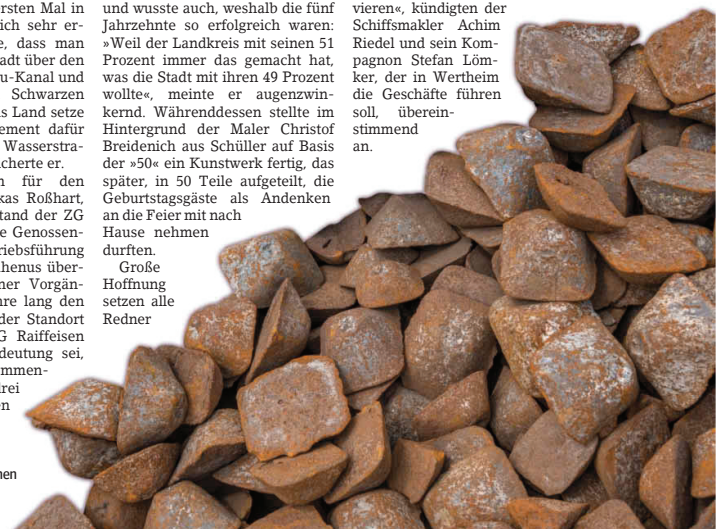 rsten Mal in
ich sehr er-
e, dass man
adt über den
u-Kanal und
Schwarzen
s Land setze
ement dafür
Wasserstra-
cherte er.
n für den
kas Roßhart,
tand der ZG
e Genossen-
riebsführung
henus über-
ner Vorgän-
hre lang den
der Standort
G Raiffeisen
deutung sei,
mmen-
drei
en
nen
und wusste auch, weshalb die fünf
Jahrzehnte so erfolgreich waren:
»Weil der Landkreis mit seinen 51
Prozent immer das gemacht hat,
was die Stadt mit ihren 49 Prozent
wollte«, meinte er augenzwin-
kernd. Währenddessen stellte im
Hintergrund der Maler Christof
Breidenich aus Schüller auf Basis
der »50« ein Kunstwerk fertig, das
später, in 50 Teile aufgeteilt, die
Geburtstagsgäste als Andenken
an die Feier mit nach
Hause nehmen
durften.
Große
Hoffnung
setzen alle
Redner
vieren«, kündigten der
Schiffsmakler Achim
Riedel und sein Kom-
pagnon Stefan Löm-
ker, der in Wertheim
die Geschäfte führen
soll, überein-
stimmend
an.